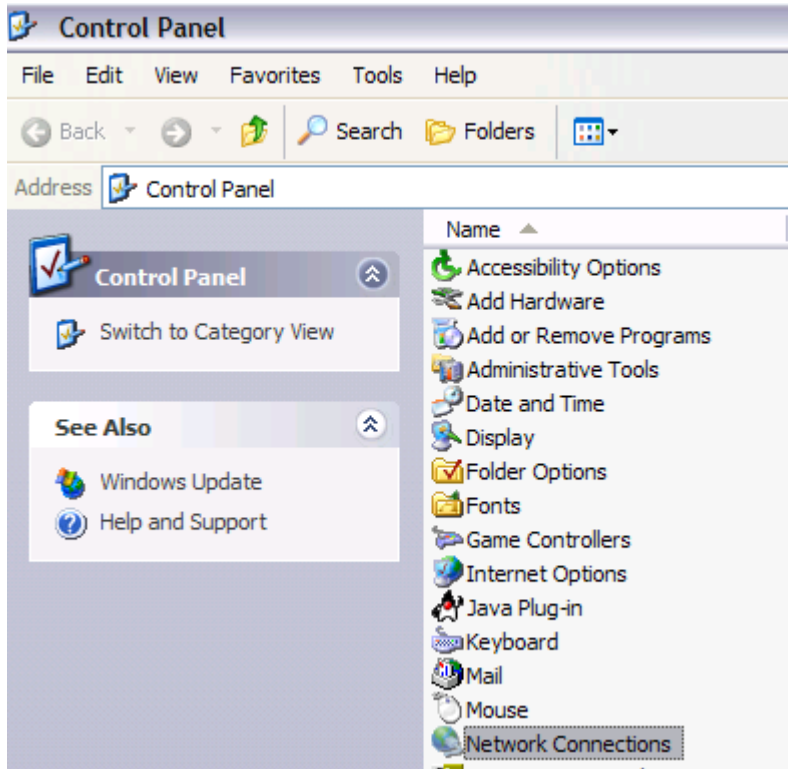 Control Panel
File Edit View Favorites Tools Help
Back Search Folders
Address Control Panel
Control Panel
Switch to Category View
See Also
Windows Update
Help and Support
Name
Accessibility Options
Add Hardware
Add or Remove Programs
Administrative Tools
Date and Time
Display
Folder Options
Fonts
Game Controllers
Internet Options
Java Plug-in
Keyboard
Mail
Mouse
Network Connections